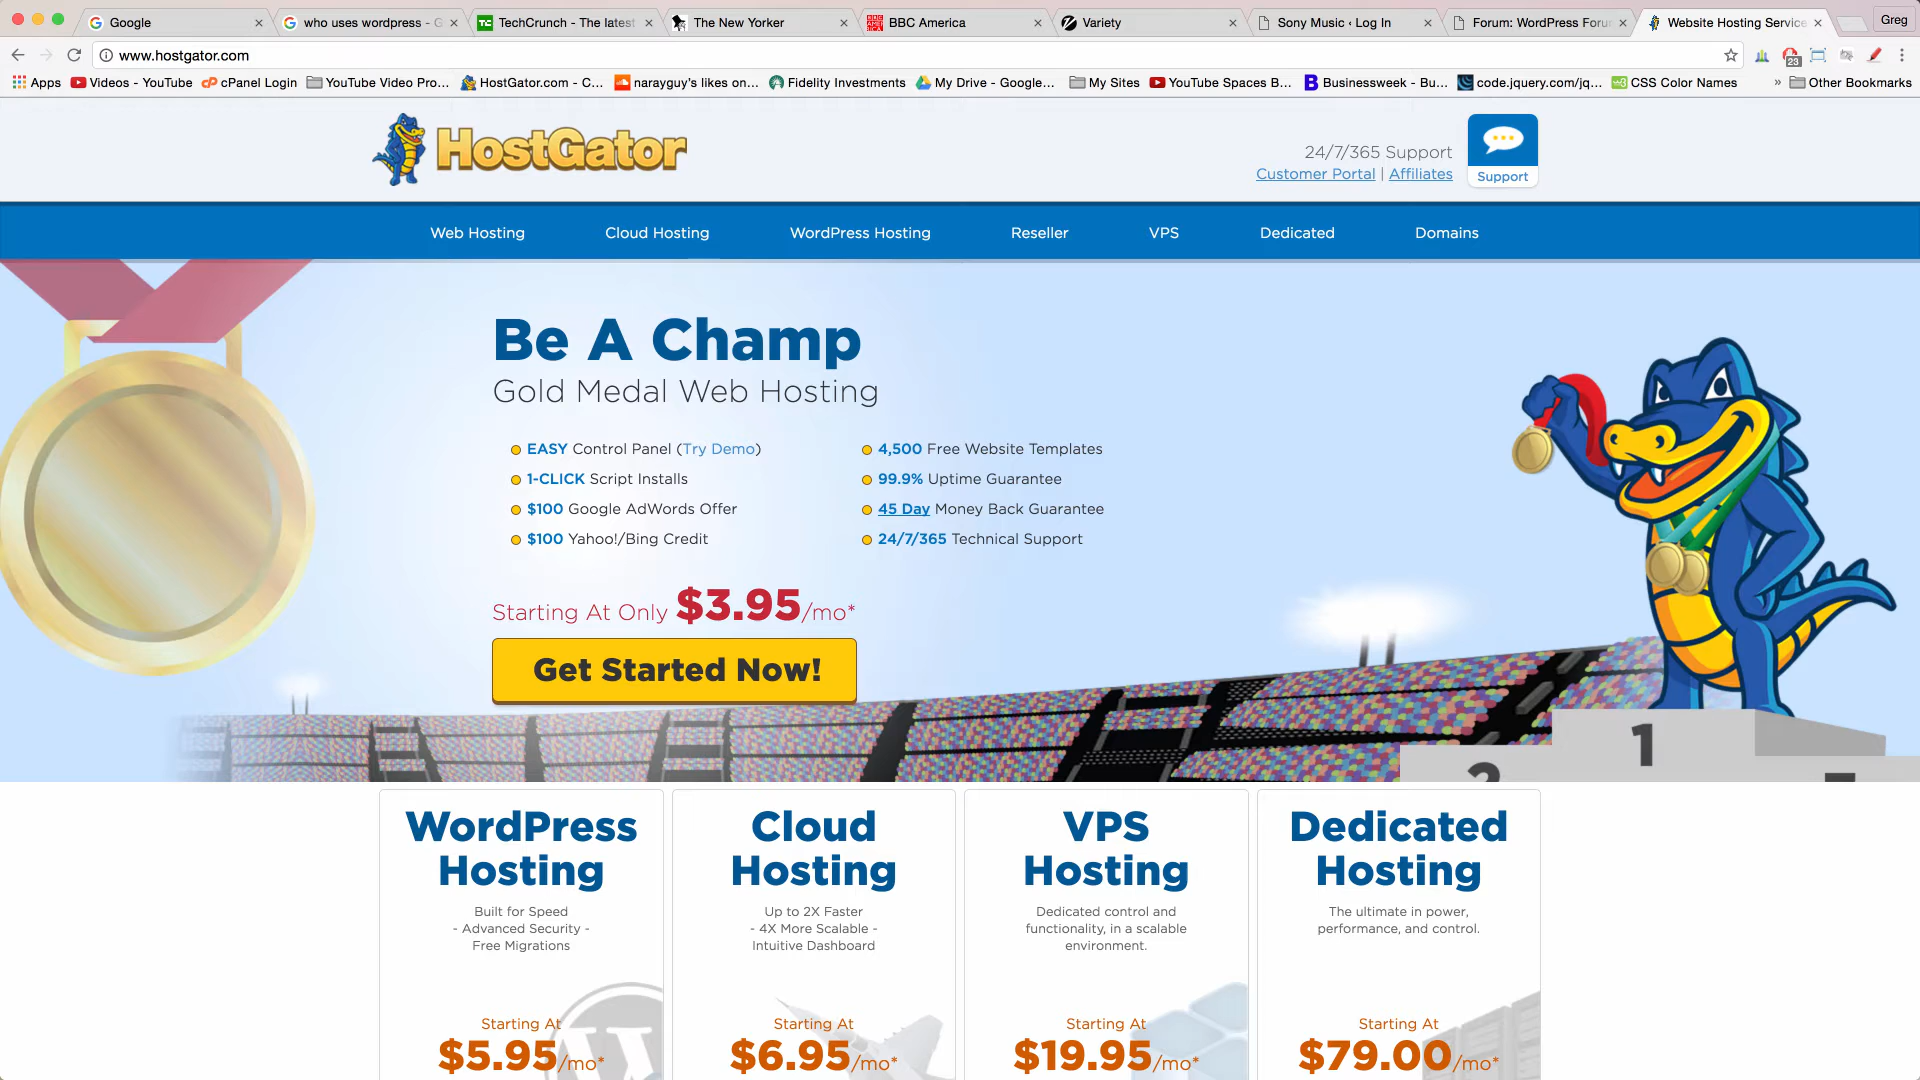 Google
who uses wordpress - G
TechCrunch - The latest
The New Yorker
BBC America
Variety
Sony Music ‹ Log In
Forum: WordPress Foru
Website Hosting Service
Greg
www.hostgator.com
23
Apps
Videos - YouTube
cPanel Login
YouTube Video Pro...
HostGator.com - C...
narayguy's likes on...
Fidelity Investments
My Drive - Google...
My Sites
YouTube Spaces B...
Businessweek - Bu...
code.jquery.com/jq...
CSS Color Names
»
Other Bookmarks
HostGator
24/7/365 Support
Customer Portal | Affiliates
Support
Web Hosting
Cloud Hosting
WordPress Hosting
Reseller
VPS
Dedicated
Domains
Be A Champ
Gold Medal Web Hosting
EASY Control Panel (Try Demo)
1-CLICK Script Installs
$100 Google AdWords Offer
$100 Yahoo!/Bing Credit
4,500 Free Website Templates
99.9% Uptime Guarantee
45 Day Money Back Guarantee
24/7/365 Technical Support
Starting At Only $3.95/mo*
Get Started Now!
1
2
WordPress
Hosting
Built for Speed
- Advanced Security -
Free Migrations
Starting At
$5.95/mo*
Cloud
Hosting
Up to 2X Faster
- 4X More Scalable -
Intuitive Dashboard
Starting At
$6.95/mo*
VPS
Hosting
Dedicated control and
functionality, in a scalable
environment.
Starting At
$19.95/mo*
Dedicated
Hosting
The ultimate in power,
performance, and control.
Starting At
$79.00/mo*